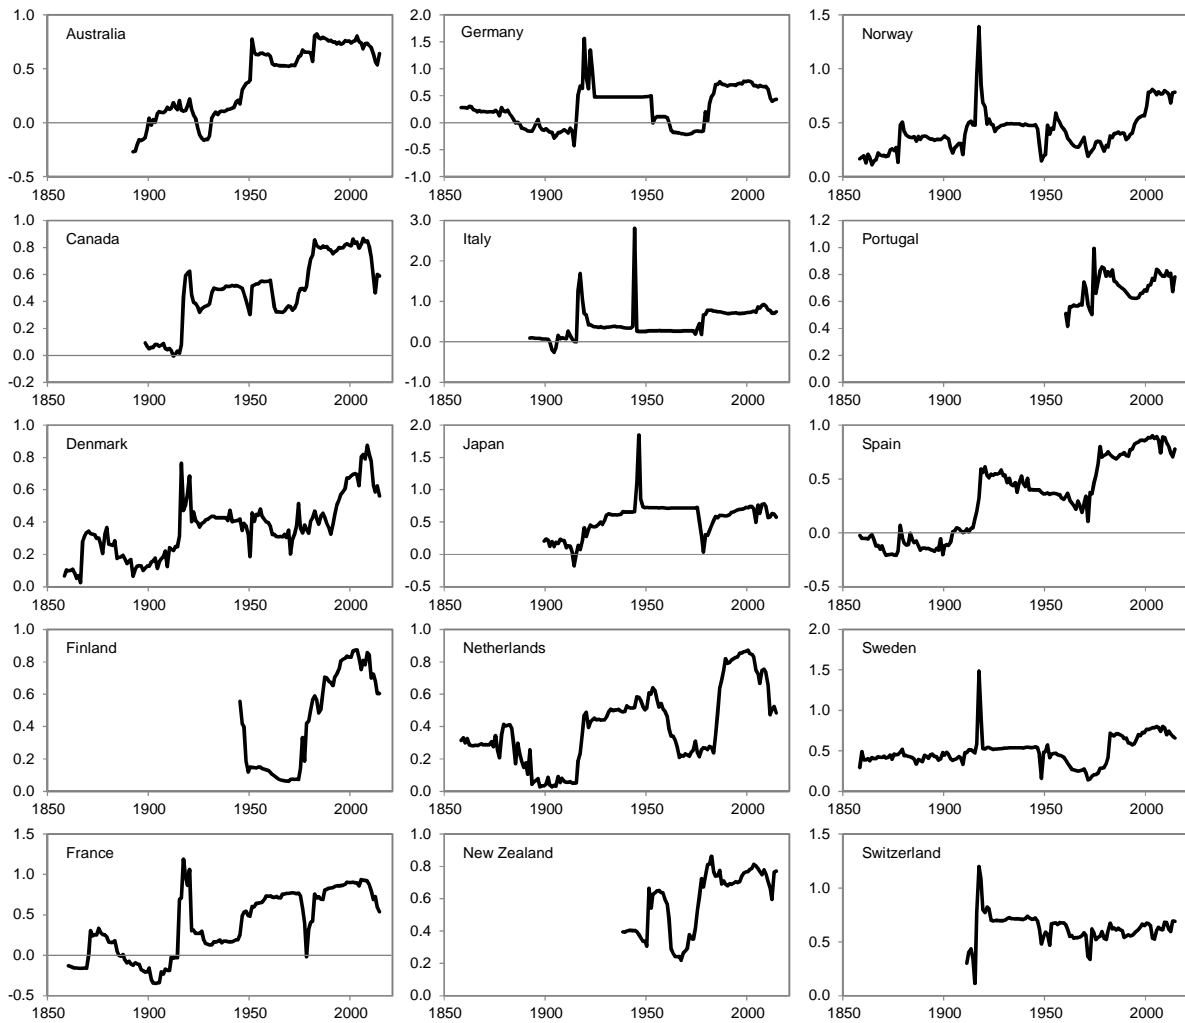 Australia
1.0
0.5
0.0
-0.5
1850 1900 1950 2000
Germany
2.0
1.5
1.0
0.5
0.0
-0.5
-1.0
1850 1900 1950 2000
Norway
1.5
1.0
0.5
0.0
1850 1900 1950 2000
Canada
1.0
0.8
0.6
0.4
0.2
0.0
-0.2
1850 1900 1950 2000
Italy
3.0
2.0
1.0
0.0
-1.0
1850 1900 1950 2000
Portugal
1.2
1.0
0.8
0.6
0.4
0.2
0.0
1850 1900 1950 2000
Denmark
1.0
0.8
0.6
0.4
0.2
0.0
1850 1900 1950 2000
Japan
2.0
1.5
1.0
0.5
0.0
-0.5
1850 1900 1950 2000
Spain
1.0
0.5
0.0
-0.5
1850 1900 1950 2000
Finland
1.0
0.8
0.6
0.4
0.2
0.0
1850 1900 1950 2000
Netherlands
1.0
0.8
0.6
0.4
0.2
0.0
1850 1900 1950 2000
Sweden
2.0
1.5
1.0
0.5
0.0
1850 1900 1950 2000
France
1.5
1.0
0.5
0.0
-0.5
1850 1900 1950 2000
New Zealand
1.0
0.8
0.6
0.4
0.2
0.0
1850 1900 1950 2000
Switzerland
1.5
1.0
0.5
0.0
1850 1900 1950 2000